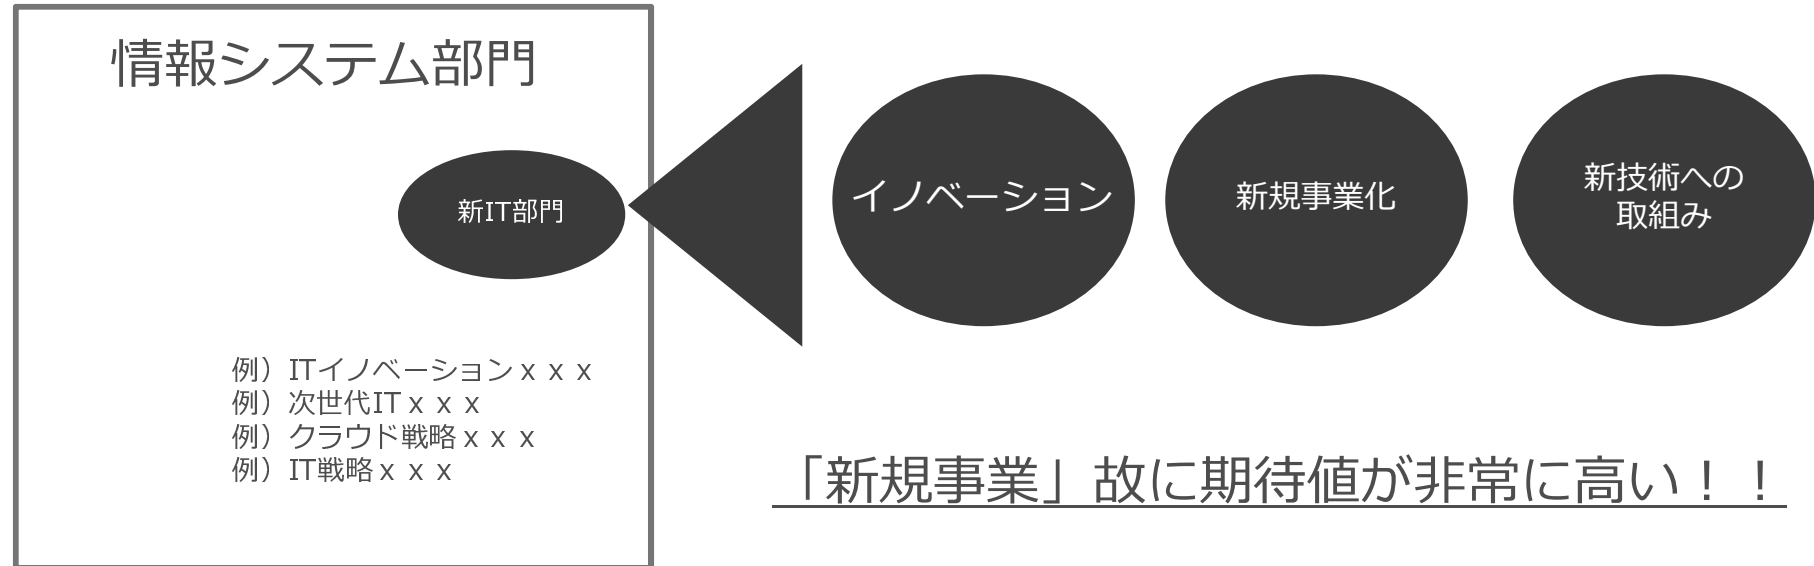 情報システム部門
新IT部門
例）ITイノベーションｘｘｘ
例）次世代ITｘｘｘ
例）クラウド戦略ｘｘｘ
例）IT戦略ｘｘｘ
イノベーション
新規事業化
新技術への
取組み
「新規事業」故に期待値が非常に高い！！